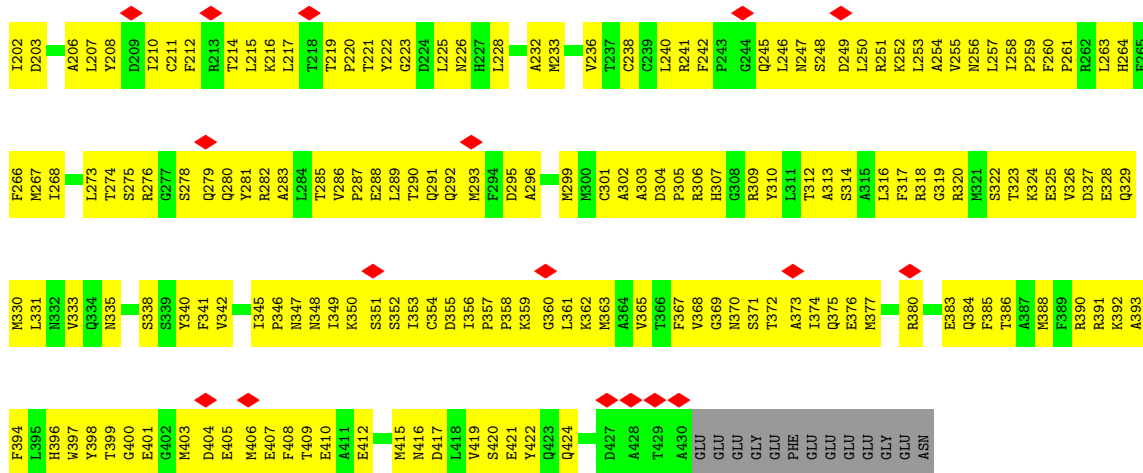 I202 D203 A206 L207 Y208 D209 I210 C211 F212 R213 T214 L215 K216 L217 T218 T219 P220 T221 Y222 G223 D224 L225 N226 H227 L228 A232 M233 V236 T237 C238 C239 L240 R241 F242 P243 G244 Q245 L246 N247 S248 D249 L250 R251 K252 L253 A254 V255 N256 L257 I258 P259 F260 P261 R262 L263 H264 F265
F266 M267 I268 L273 T274 S275 R276 G277 S278 Q279 Q280 Y281 R282 A283 L284 T285 V286 P287 E288 L289 T290 Q291 Q292 M293 F294 D295 A296 M299 M300 C301 A302 A303 D304 P305 R306 H307 G308 R309 Y310 L311 T312 A313 S314 A315 L316 F317 R318 G319 R320 M321 S322 T323 K324 E325 V326 D327 E328 Q329
M330 L331 N332 V333 Q334 N335 S338 S339 Y340 F341 V342 I345 P346 N347 N348 I349 K350 S351 S352 I353 C354 D355 I356 P357 P358 K359 G360 L361 K362 M363 A364 V365 T366 F367 V368 G369 N370 S371 T372 A373 I374 Q375 E376 M377 R380 E383 Q384 F385 T386 A387 M388 F389 R390 R391 K392 A393
F394 L395 H396 W397 Y398 T399 G400 E401 G402 M403 D404 E405 M406 E407 F408 T409 E410 A411 E412 M415 N416 D417 L418 V419 S420 E421 Y422 Q423 Q424 D427 A428 T429 A430 GLU GLU GLU GLY GLU PHE GLU GLU GLU GLU GLY GLU ASN